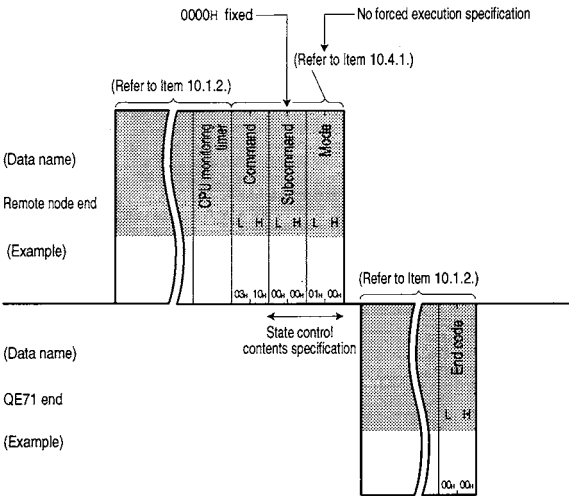 0000H fixed
No forced execution specification
(Refer to Item 10.4.1.)
(Refer to Item 10.1.2.)
(Data name)
Remote node end
(Example)
CPU monitoring
timer
Command
Subcommand
Mode
L H L H L H
03H 10H 00H 00H 01H 00H
State control
contents specification
(Refer to Item 10.1.2.)
(Data name)
QE71 end
(Example)
End code
L H
00H 00H